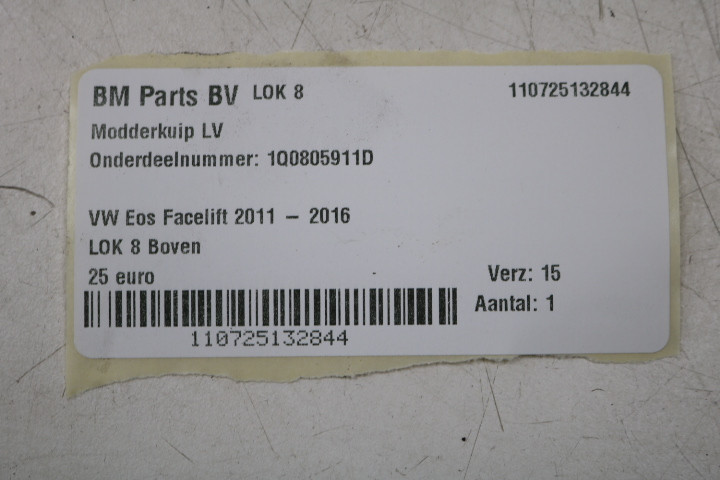 BM Parts BV LOK 8 110725132844
Modderkuip LV
Onderdeelnummer: 1Q0805911D
VW Eos Facelift 2011 – 2016
LOK 8 Boven
25 euro Verz: 15
Aantal: 1
110725132844